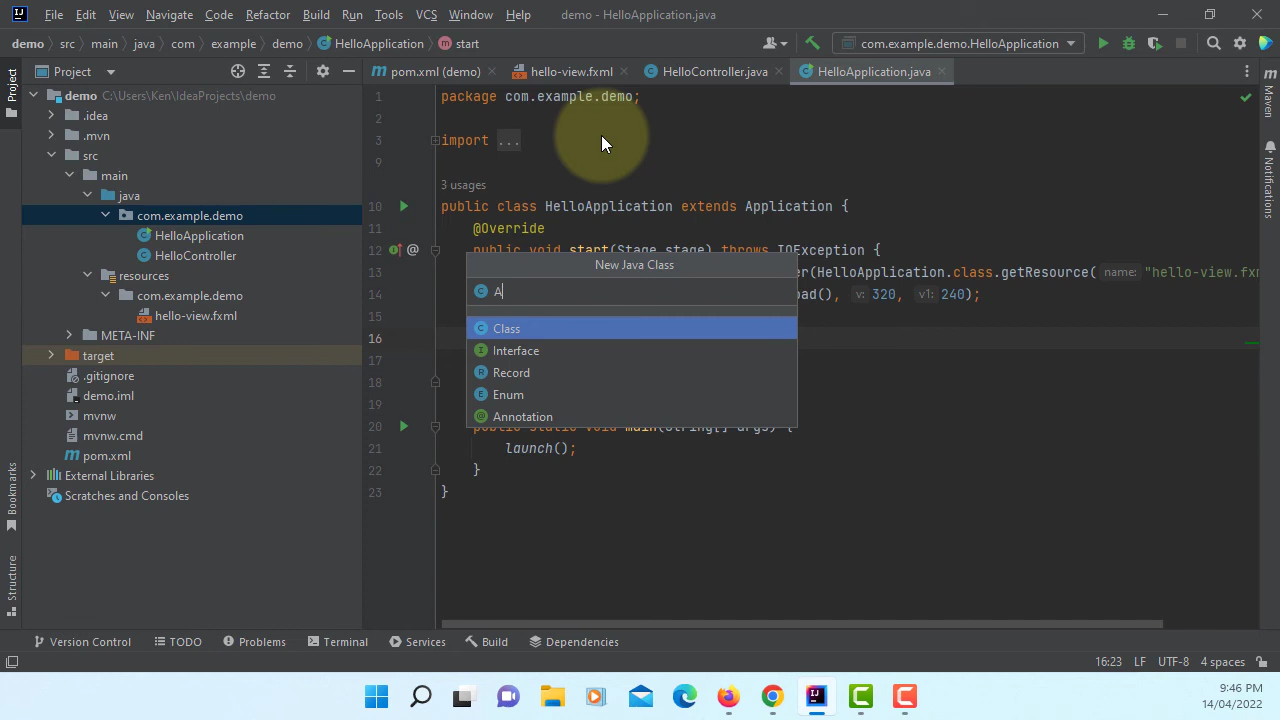 File Edit View Navigate Code Refactor Build Run Tools VCS Window Help demo - HelloApplication.java
demo src main java com example demo HelloApplication start com.example.demo.HelloApplication
Project
pom.xml (demo) hello-view.fxml HelloController.java HelloApplication.java
Project
Maven
Notifications
Bookmarks
Structure
demo C:\Users\Ken\IdeaProjects\demo
.idea
.mvn
src
main
java
com.example.demo
HelloApplication
HelloController
resources
com.example.demo
hello-view.fxml
META-INF
target
.gitignore
demo.iml
mvnw
mvnw.cmd
pom.xml
External Libraries
Scratches and Consoles
1 package com.example.demo;
2
3 import ...
9
3 usages
10 public class HelloApplication extends Application {
11 @Override
12 public void start(Stage stage) throws IOException {
13 er(HelloApplication.class.getResource( name: "hello-view.fxm
14 oad(), v: 320, v1: 240);
15
16
17
18
19
20 public static void main(String[] args) {
21 launch();
22 }
23 }
New Java Class
A
Class
Interface
Record
Enum
Annotation
Version Control TODO Problems Terminal Services Build Dependencies
16:23 LF UTF-8 4 spaces
9:46 PM
14/04/2022